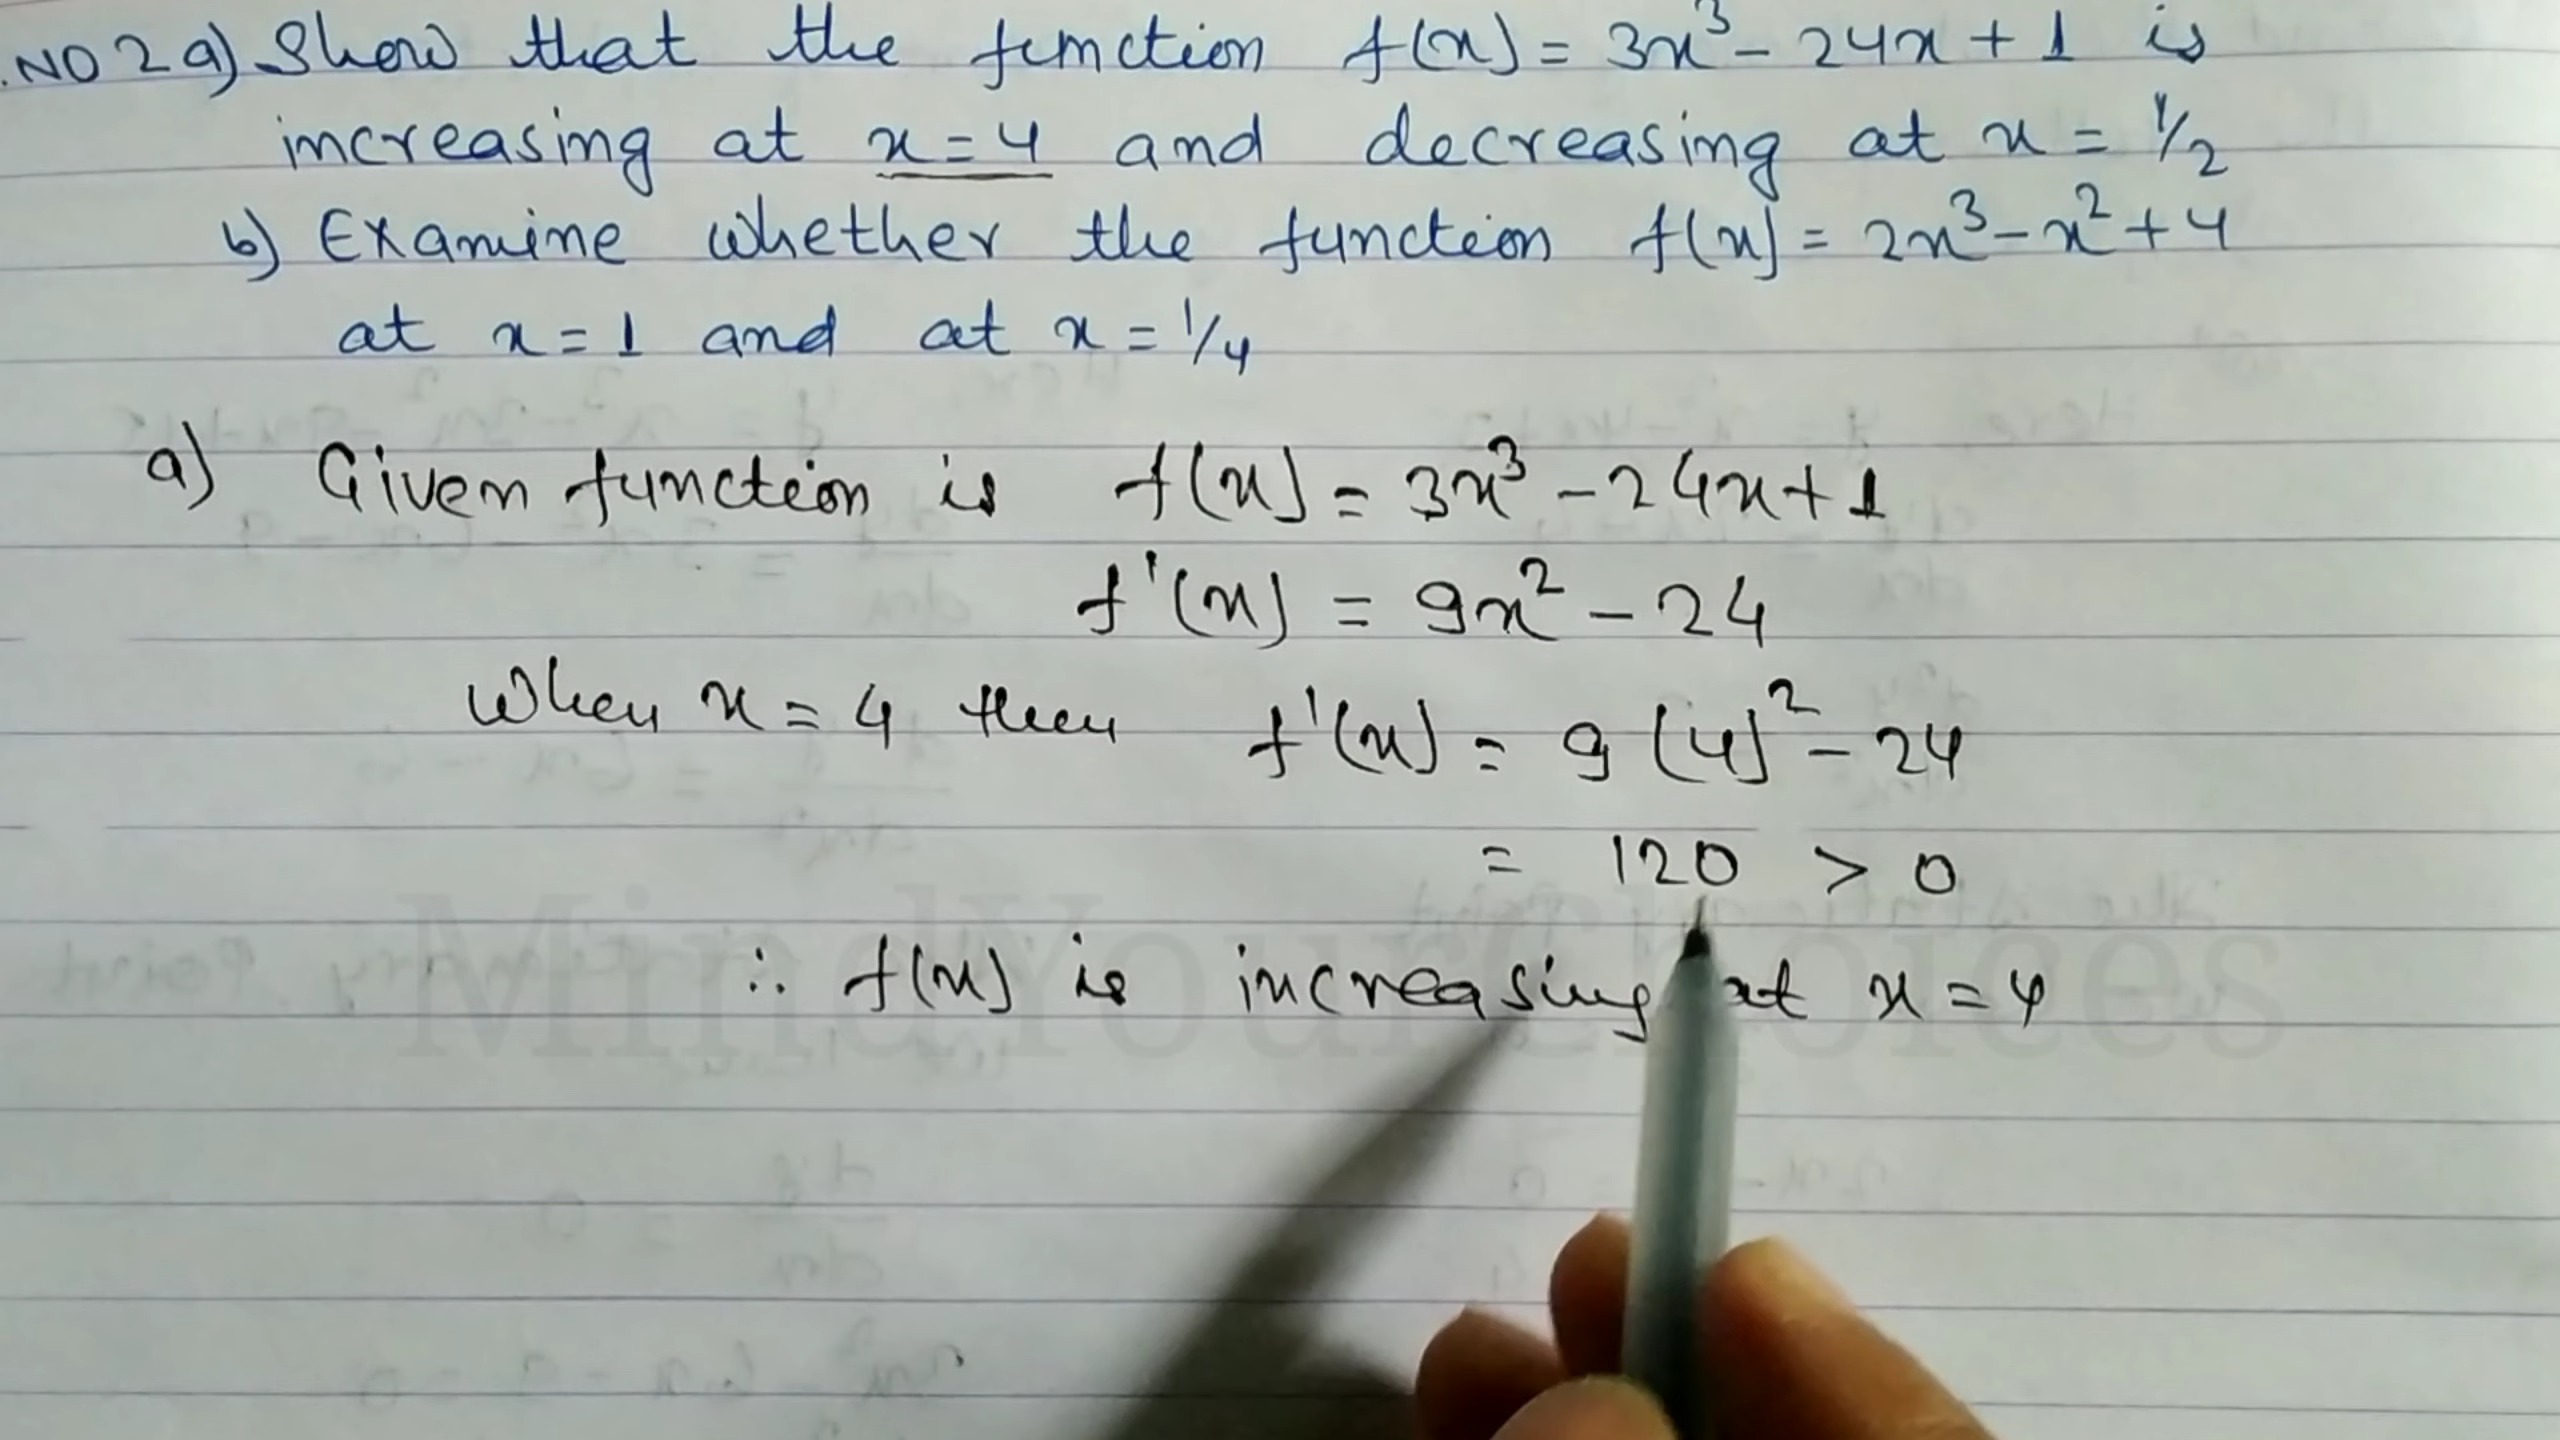 .NO 2 a) Show that the function f(x) = 3x³ - 24x + 1 is
increasing at x = 4 and decreasing at x = 1/2
b) Examine whether the function f(x) = 2x³ - x² + 4
at x = 1 and at x = 1/4
a) Given function is f(x) = 3x³ - 24x + 1
f'(x) = 9x² - 24
When x = 4 then f'(x) = 9(4)² - 24
= 120 > 0
∴ f(x) is increasing at x = 4
MindYourChoices